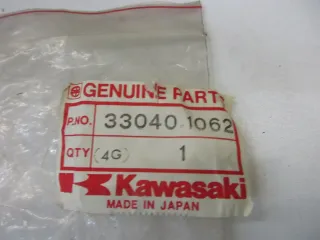 GENUINE PARTS
P.NO. 33040-1062
QTY (4G) 1
Kawasaki
MADE IN JAPAN